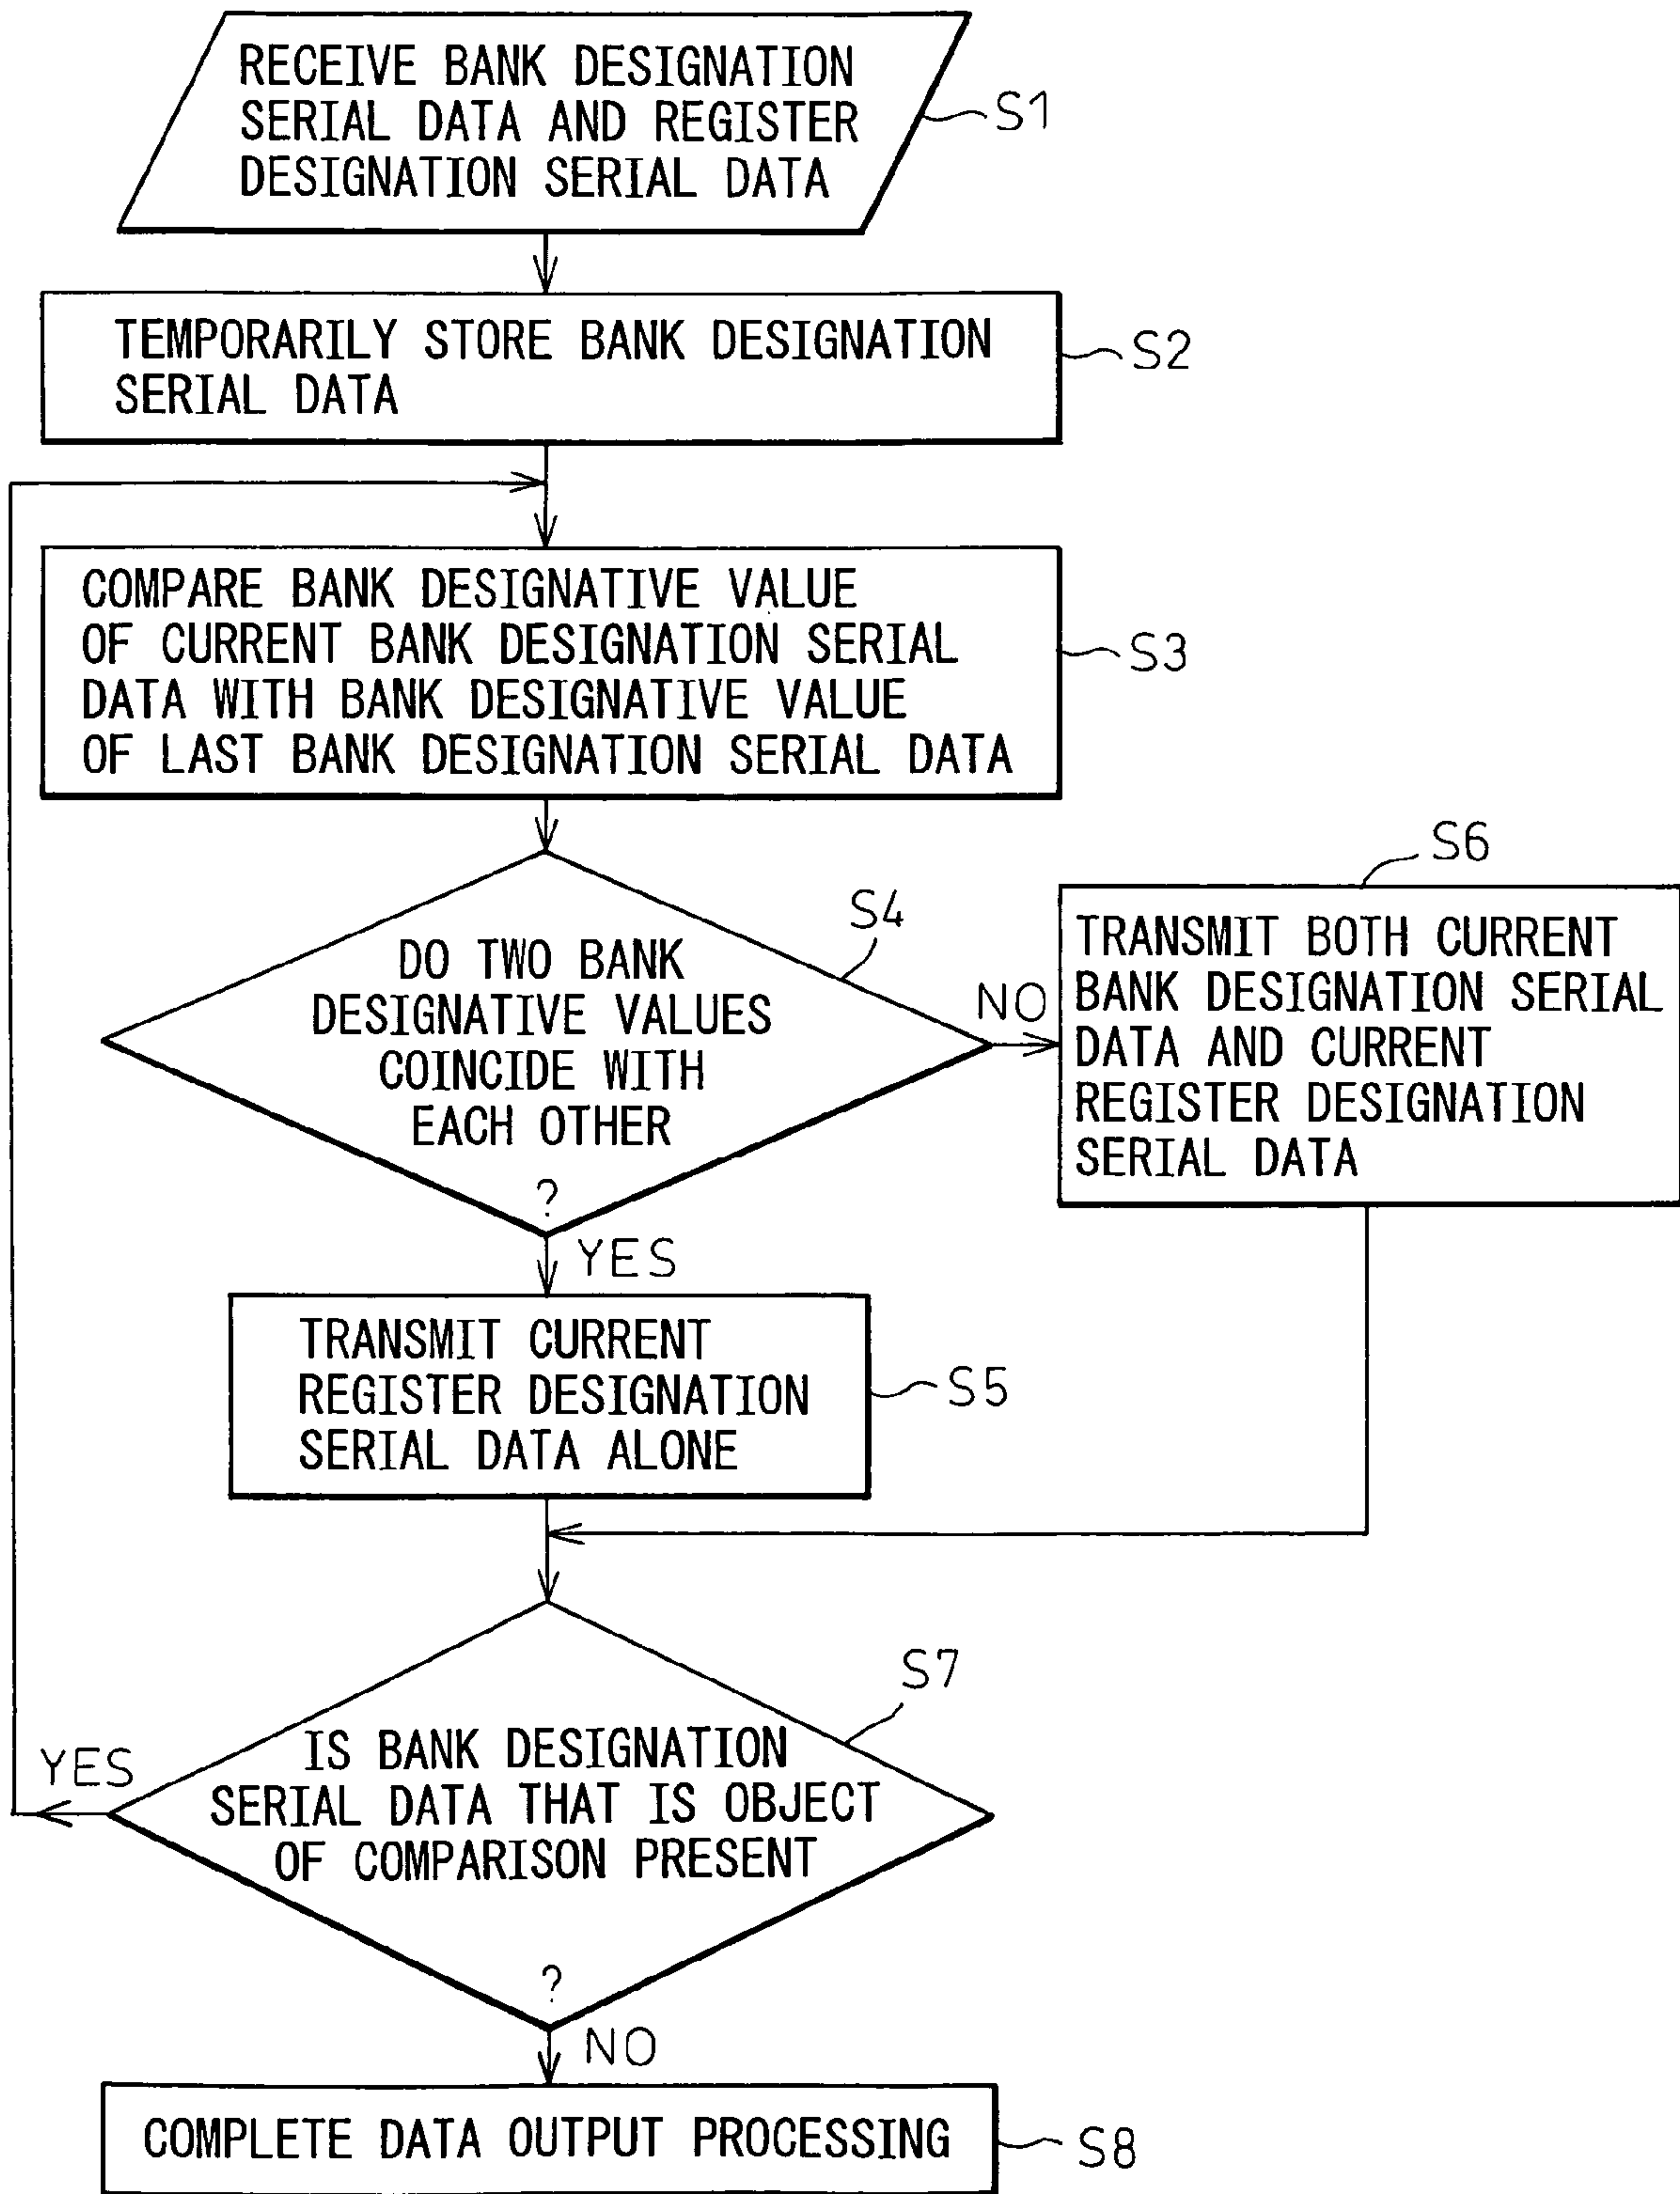 RECEIVE BANK DESIGNATION
SERIAL DATA AND REGISTER
DESIGNATION SERIAL DATA
S1
TEMPORARILY STORE BANK DESIGNATION
SERIAL DATA
S2
COMPARE BANK DESIGNATIVE VALUE
OF CURRENT BANK DESIGNATION SERIAL
DATA WITH BANK DESIGNATIVE VALUE
OF LAST BANK DESIGNATION SERIAL DATA
S3
S4
DO TWO BANK
DESIGNATIVE VALUES
COINCIDE WITH
EACH OTHER
?
NO
S6
TRANSMIT BOTH CURRENT
BANK DESIGNATION SERIAL
DATA AND CURRENT
REGISTER DESIGNATION
SERIAL DATA
YES
TRANSMIT CURRENT
REGISTER DESIGNATION
SERIAL DATA ALONE
S5
S7
IS BANK DESIGNATION
SERIAL DATA THAT IS OBJECT
OF COMPARISON PRESENT
?
YES
NO
COMPLETE DATA OUTPUT PROCESSING
S8